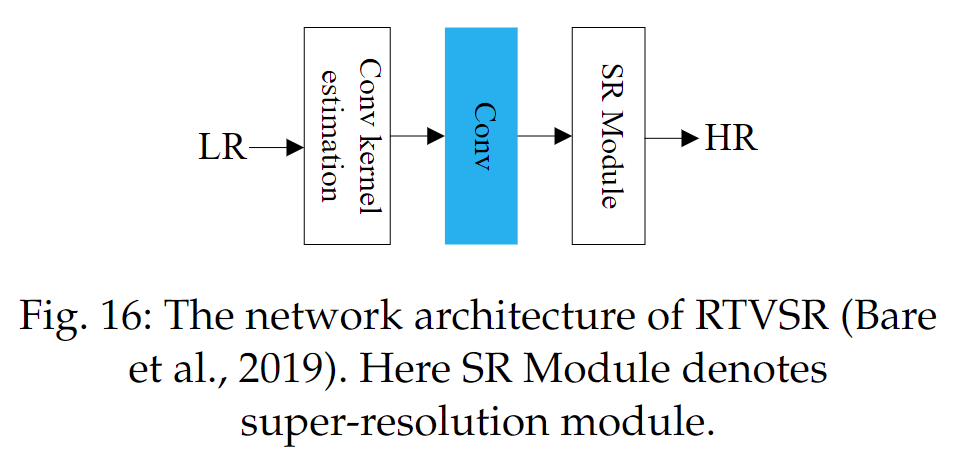 LR
Conv kernel
estimation
Conv
SR Module
HR
Fig. 16: The network architecture of RTVSR (Bare
et al., 2019). Here SR Module denotes
super-resolution module.